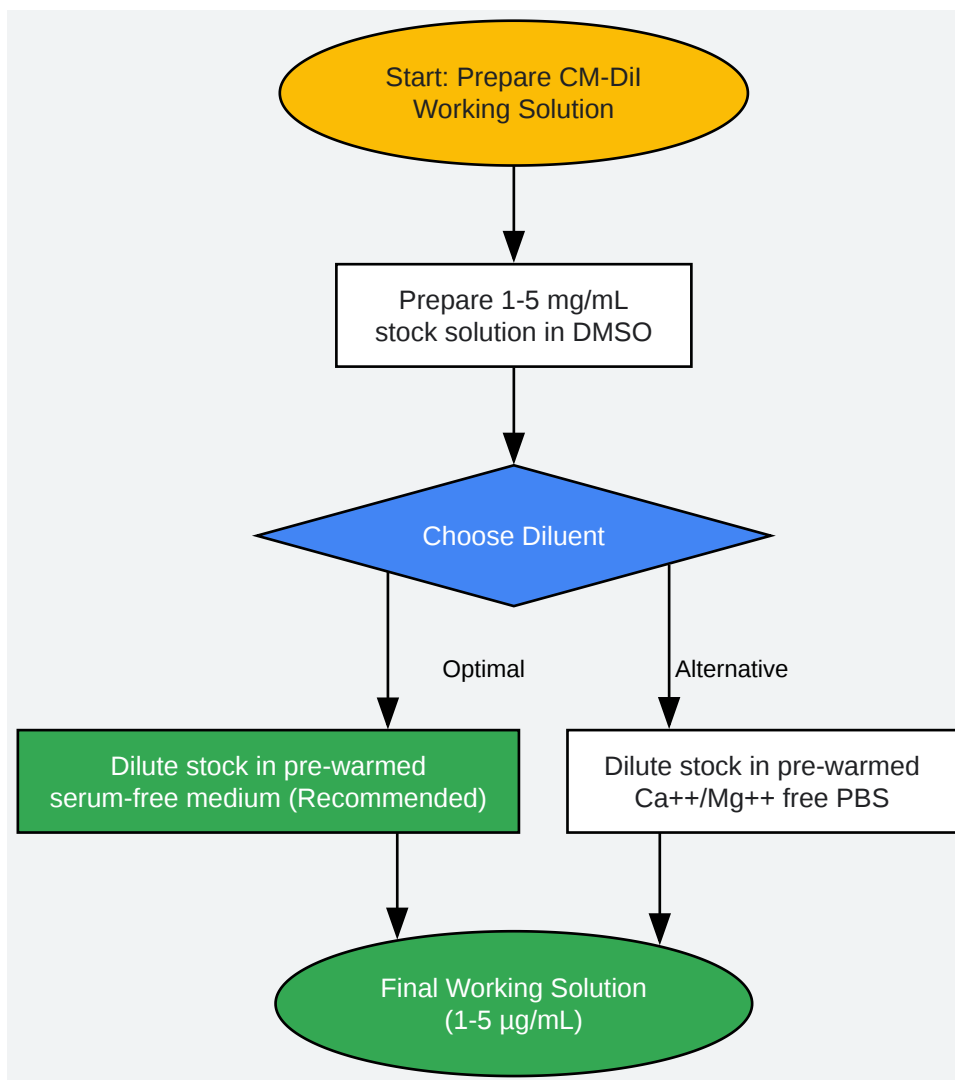 Start: Prepare CM-DiI
Working Solution
Prepare 1-5 mg/mL
stock solution in DMSO
Choose Diluent
Optimal
Alternative
Dilute stock in pre-warmed
serum-free medium (Recommended)
Dilute stock in pre-warmed
Ca++/Mg++ free PBS
Final Working Solution
(1-5 µg/mL)